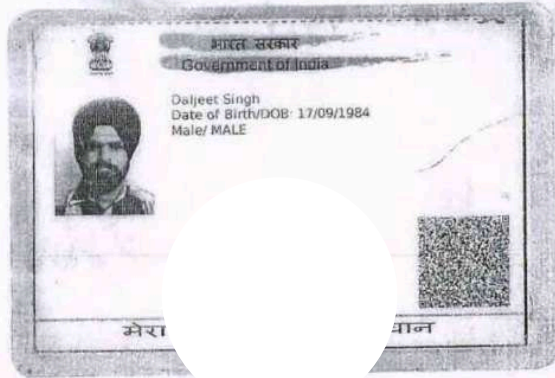 भारत सरकार
Government of India
Daljeet Singh
Date of Birth/DOB: 17/09/1984
Male/ MALE
मेरा